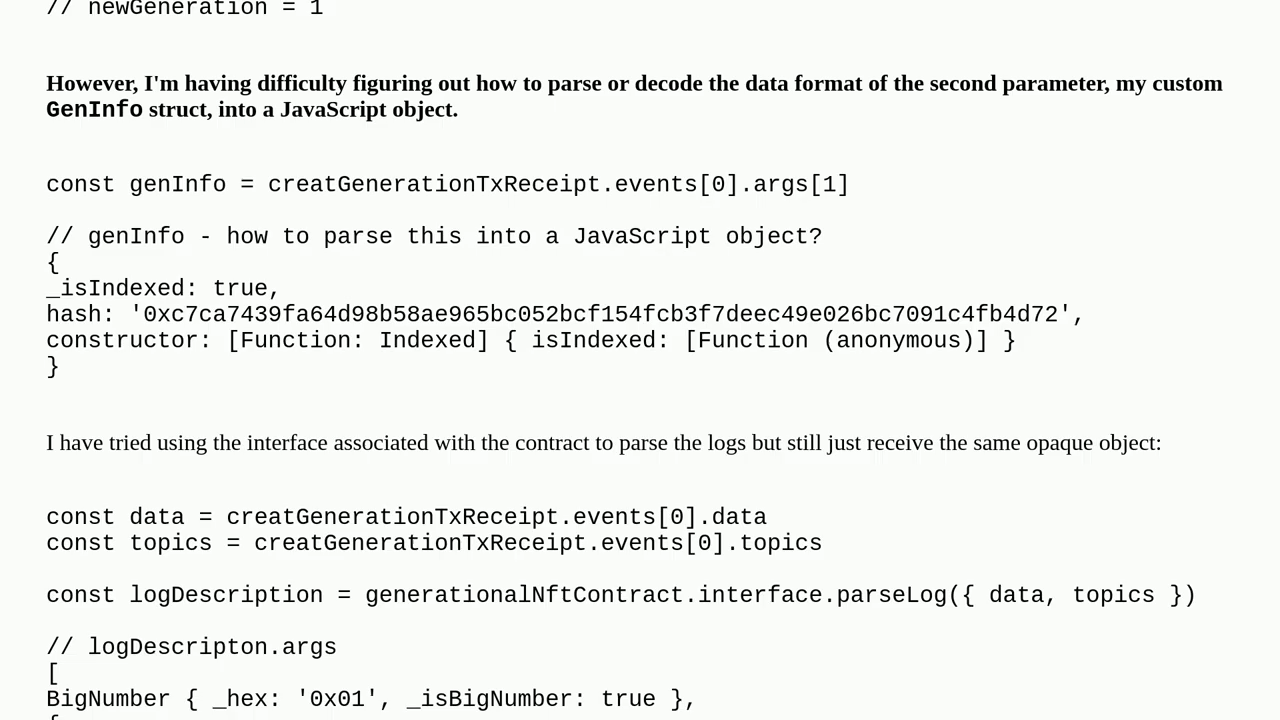 // newGeneration = 1
However, I'm having difficulty figuring out how to parse or decode the data format of the second parameter, my custom
GenInfo struct, into a JavaScript object.
const genInfo = creatGenerationTxReceipt.events[0].args[1]
// genInfo - how to parse this into a JavaScript object?
{
_isIndexed: true,
hash: '0xc7ca7439fa64d98b58ae965bc052bcf154fcb3f7deec49e026bc7091c4fb4d72',
constructor: [Function: Indexed] { isIndexed: [Function (anonymous)] }
}
I have tried using the interface associated with the contract to parse the logs but still just receive the same opaque object:
const data = creatGenerationTxReceipt.events[0].data
const topics = creatGenerationTxReceipt.events[0].topics
const logDescription = generationalNftContract.interface.parseLog({ data, topics })
// logDescripton.args
[
BigNumber { _hex: '0x01', _isBigNumber: true },
{